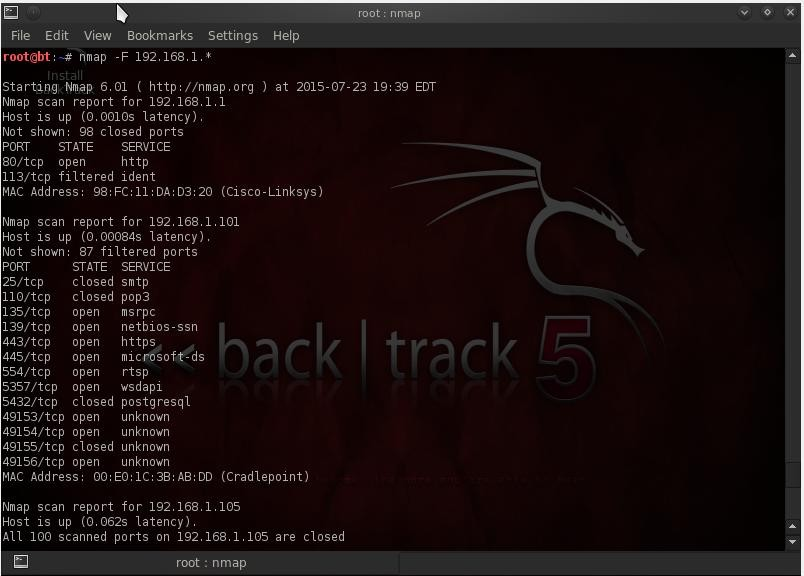 root : nmap
File Edit View Bookmarks Settings Help
root@bt:~# nmap -F 192.168.1.*
Install
BackTrack
Starting Nmap 6.01 ( http://nmap.org ) at 2015-07-23 19:39 EDT
Nmap scan report for 192.168.1.1
Host is up (0.0010s latency).
Not shown: 98 closed ports
PORT STATE SERVICE
80/tcp open http
113/tcp filtered ident
MAC Address: 98:FC:11:DA:D3:20 (Cisco-Linksys)
Nmap scan report for 192.168.1.101
Host is up (0.00084s latency).
Not shown: 87 filtered ports
PORT STATE SERVICE
25/tcp closed smtp
110/tcp closed pop3
135/tcp open msrpc
139/tcp open netbios-ssn
443/tcp open https
445/tcp open microsoft-ds
554/tcp open rtsp
5357/tcp open wsdapi
5432/tcp closed postgresql
49153/tcp open unknown
49154/tcp open unknown
49155/tcp closed unknown
49156/tcp open unknown
MAC Address: 00:E0:1C:3B:AB:DD (Cradlepoint)
<< back | track 5
Nmap scan report for 192.168.1.105
Host is up (0.062s latency).
All 100 scanned ports on 192.168.1.105 are closed
root : nmap